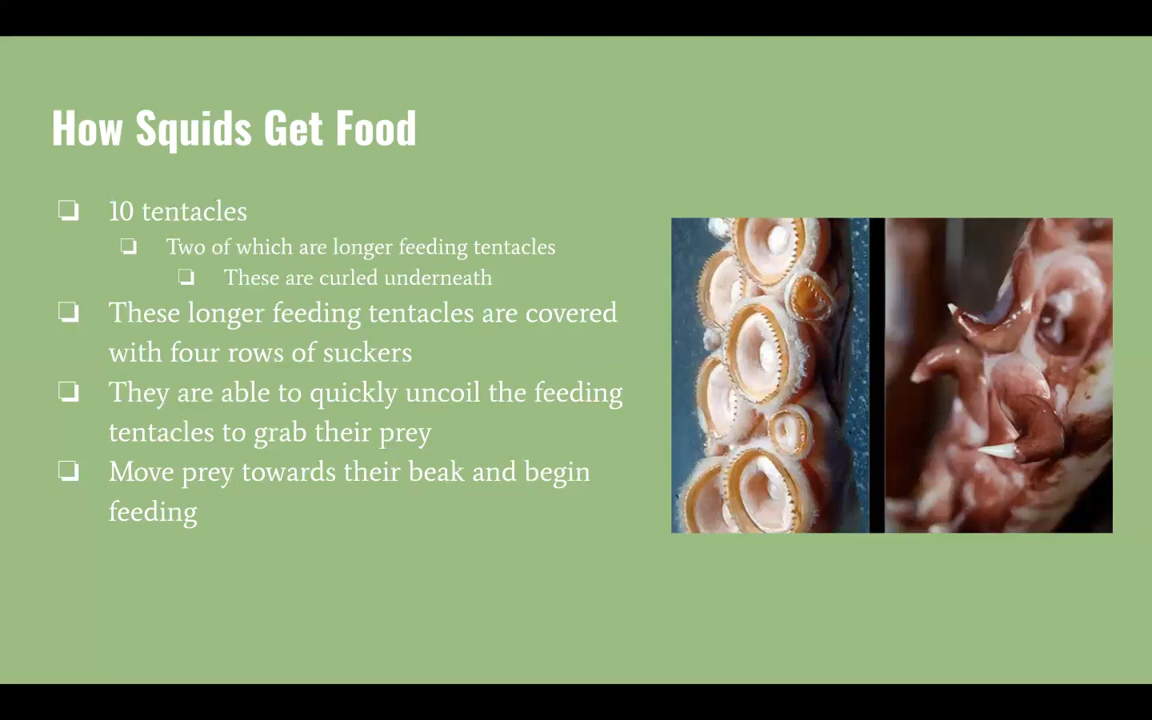 How Squids Get Food
10 tentacles
Two of which are longer feeding tentacles
These are curled underneath
These longer feeding tentacles are covered
with four rows of suckers
They are able to quickly uncoil the feeding
tentacles to grab their prey
Move prey towards their beak and begin
feeding